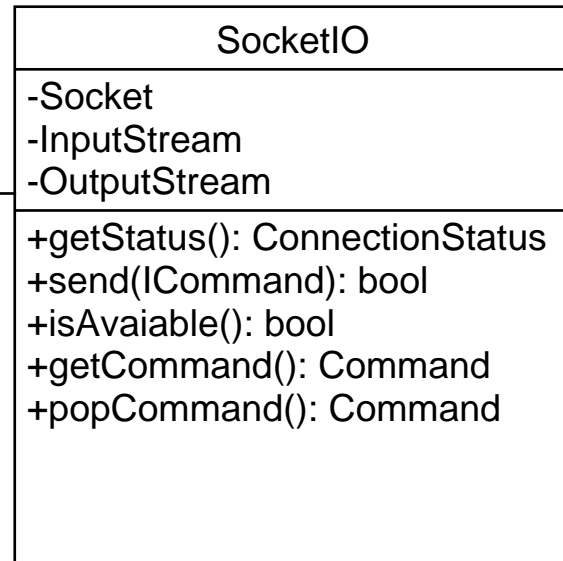 SocketIO
-Socket
-InputStream
-OutputStream
+getStatus(): ConnectionStatus
+send(ICommand): bool
+isAvaiable(): bool
+getCommand(): Command
+popCommand(): Command